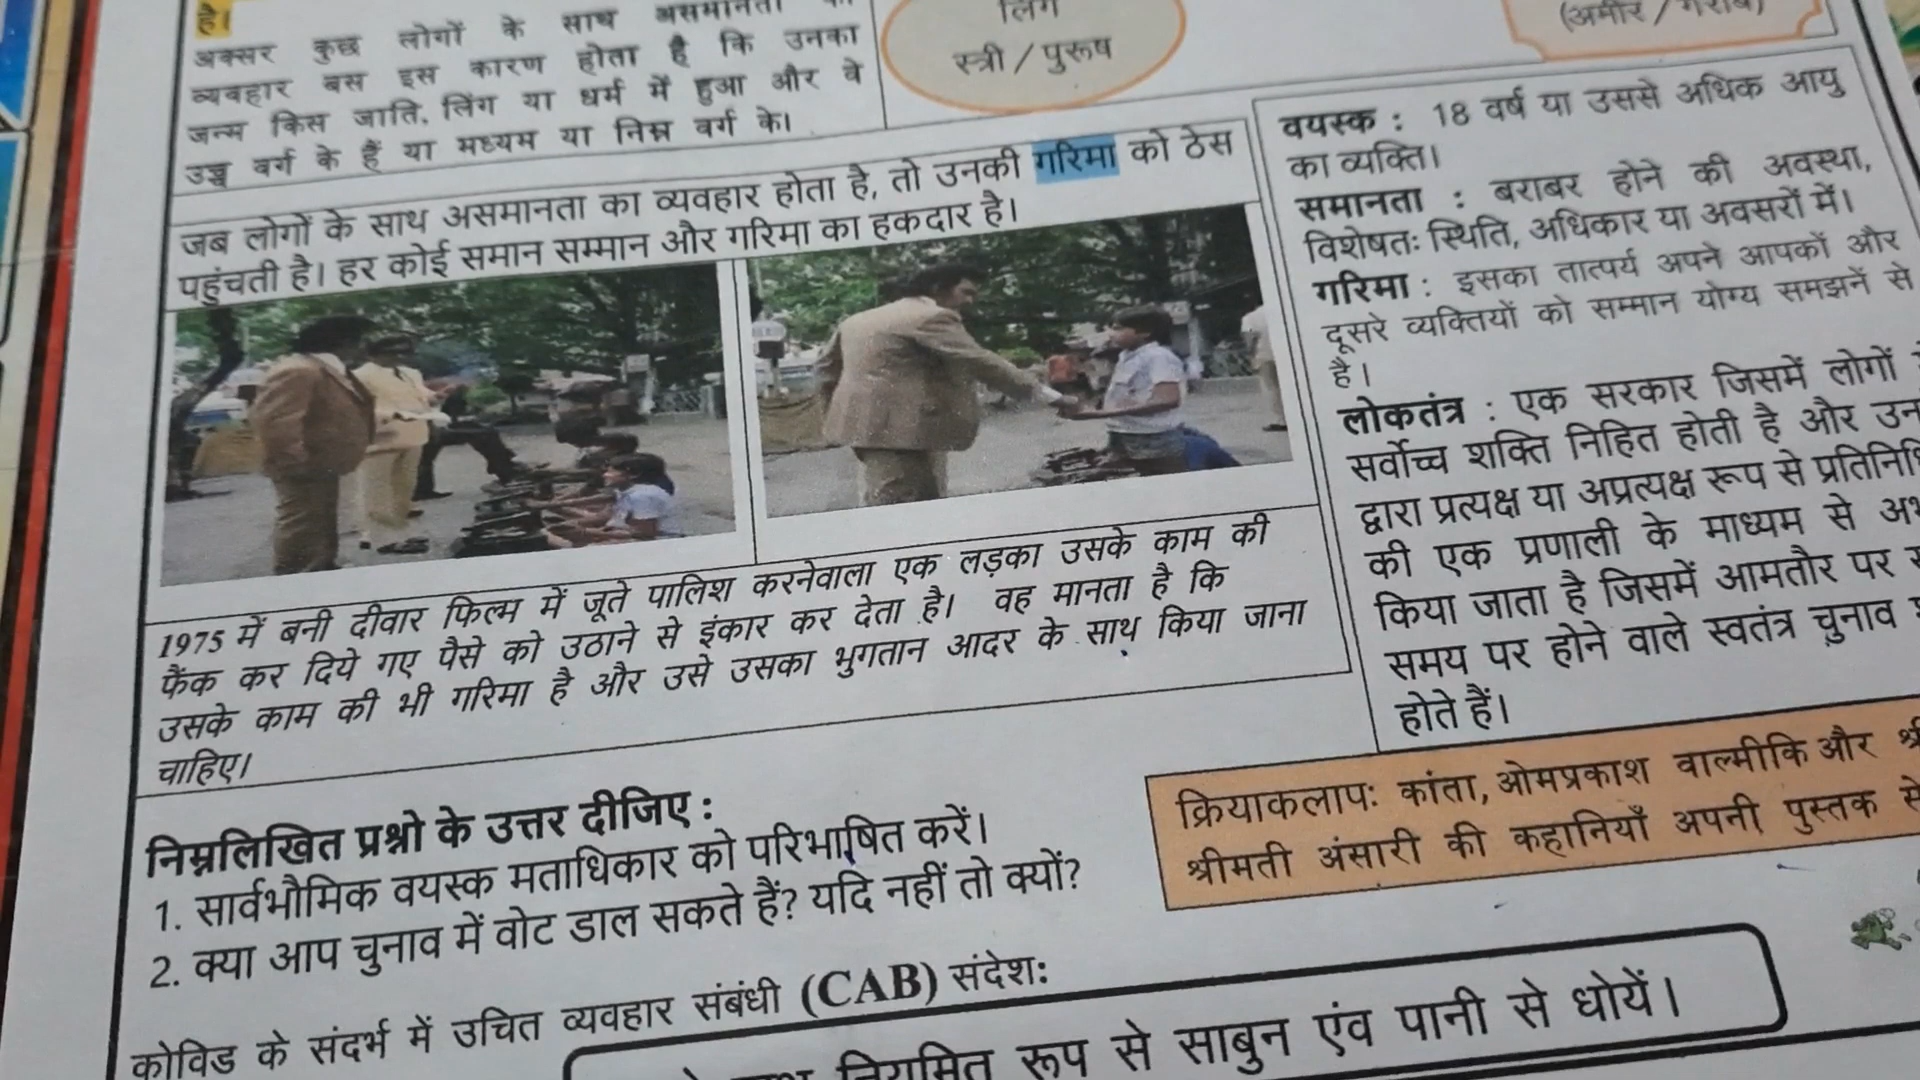 है।
अक्सर कुछ लोगों के साथ असमानता
व्यवहार बस इस कारण होता है कि उनका
जन्म किस जाति, लिंग या धर्म में हुआ और वे
उच्च वर्ग के हैं या मध्यम या निम्न वर्ग के।
लिंग
स्त्री / पुरूष
(अमीर / गरीब)
जब लोगों के साथ असमानता का व्यवहार होता है, तो उनकी गरिमा को ठेस
पहुंचती है। हर कोई समान सम्मान और गरिमा का हकदार है।
1975 में बनी दीवार फिल्म में जूते पालिश करनेवाला एक लड़का उसके काम की
फैंक कर दिये गए पैसे को उठाने से इंकार कर देता है। वह मानता है कि
उसके काम की भी गरिमा है और उसे उसका भुगतान आदर के साथ किया जाना
चाहिए।
वयस्क : 18 वर्ष या उससे अधिक आयु
का व्यक्ति।
समानता : बराबर होने की अवस्था,
विशेषतः स्थिति, अधिकार या अवसरों में।
गरिमा : इसका तात्पर्य अपने आपकों और
दूसरे व्यक्तियों को सम्मान योग्य समझनें से
है।
लोकतंत्र : एक सरकार जिसमें लोगों
सर्वोच्च शक्ति निहित होती है और
द्वारा प्रत्यक्ष या अप्रत्यक्ष रूप से
की एक प्रणाली के माध्यम से
किया जाता है जिसमें आमतौर पर
समय पर होने वाले स्वतंत्र चुनाव
होते हैं।
निम्नलिखित प्रश्नो के उत्तर दीजिए :
1. सार्वभौमिक वयस्क मताधिकार को परिभाषित करें।
2. क्या आप चुनाव में वोट डाल सकते हैं? यदि नहीं तो क्यों?
क्रियाकलापः कांता, ओमप्रकाश वाल्मीकि और
श्रीमती अंसारी की कहानियाँ अपनी पुस्तक से
कोविड के संदर्भ में उचित व्यवहार संबंधी (CAB) संदेश:
नियमित रूप से साबुन एंव पानी से धोयें।